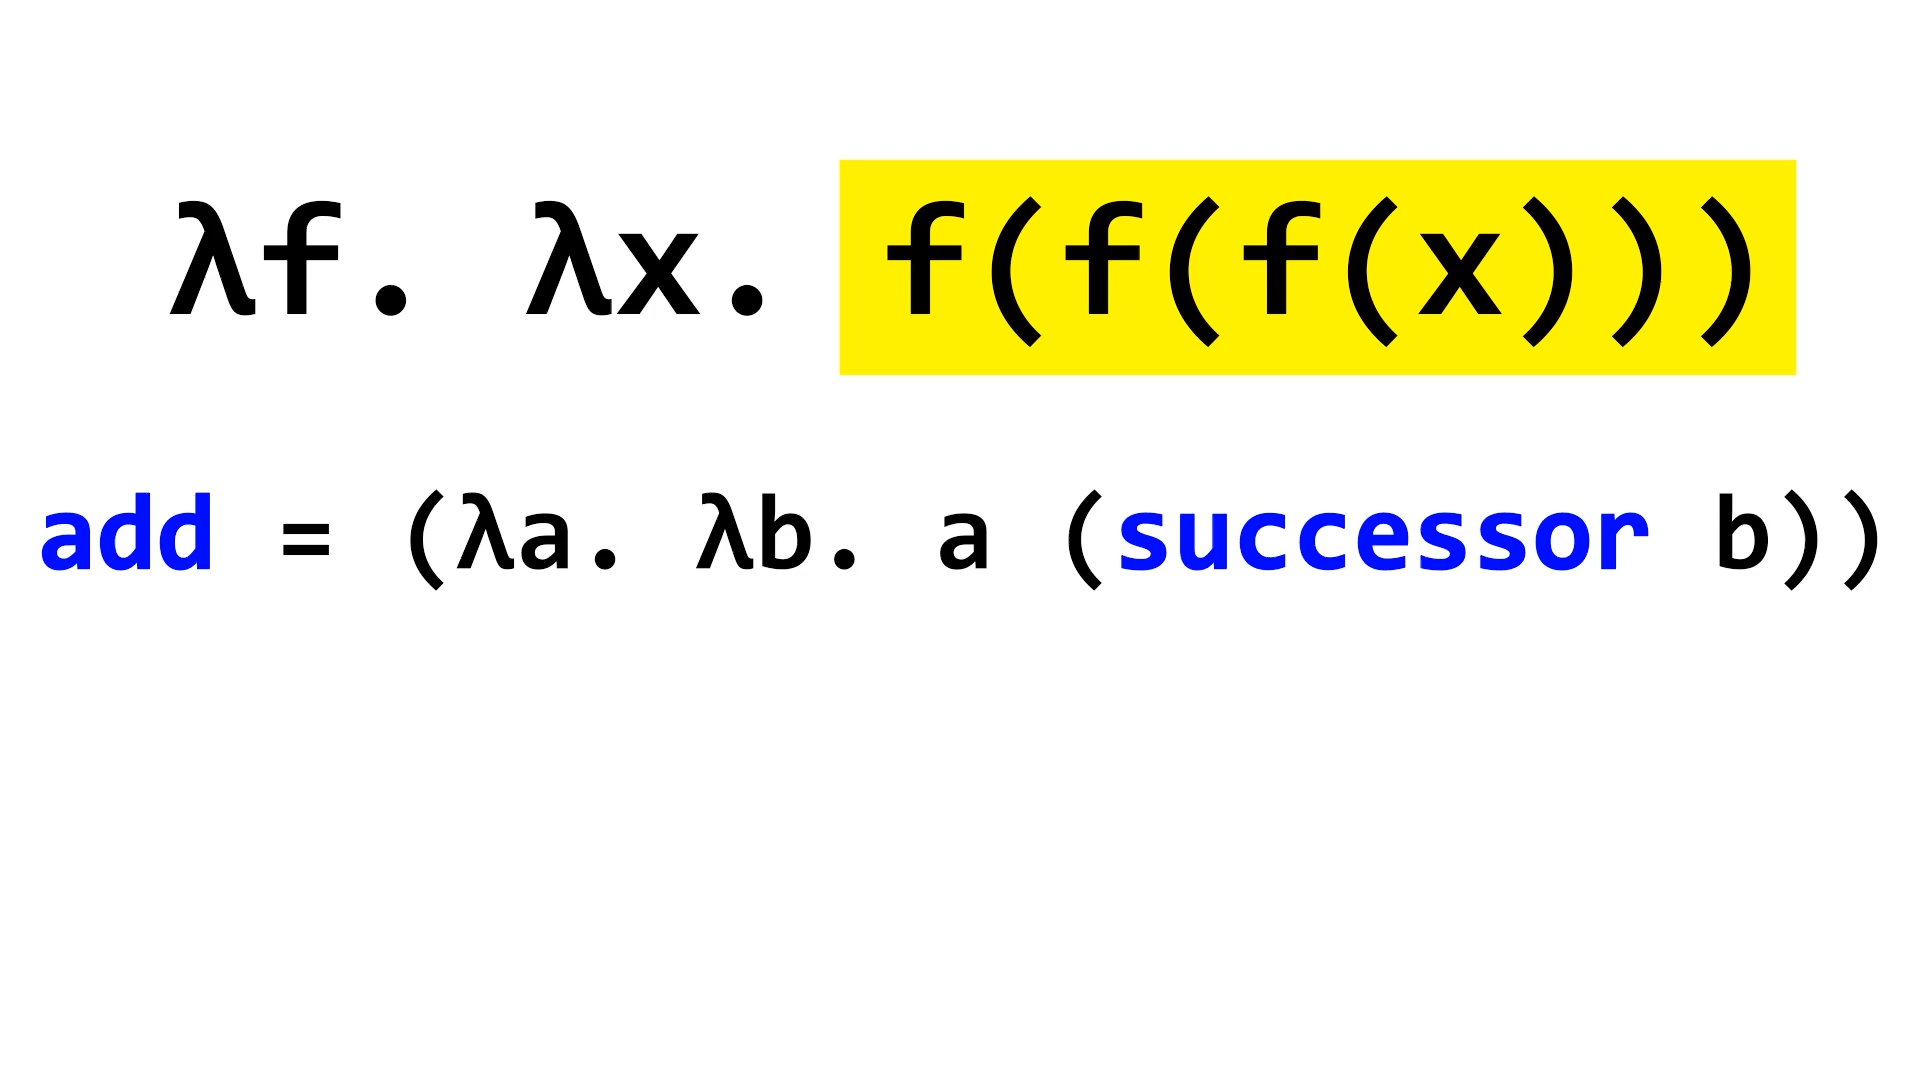 λf. λx. f(f(f(x)))
add = (λa. λb. a (successor b))